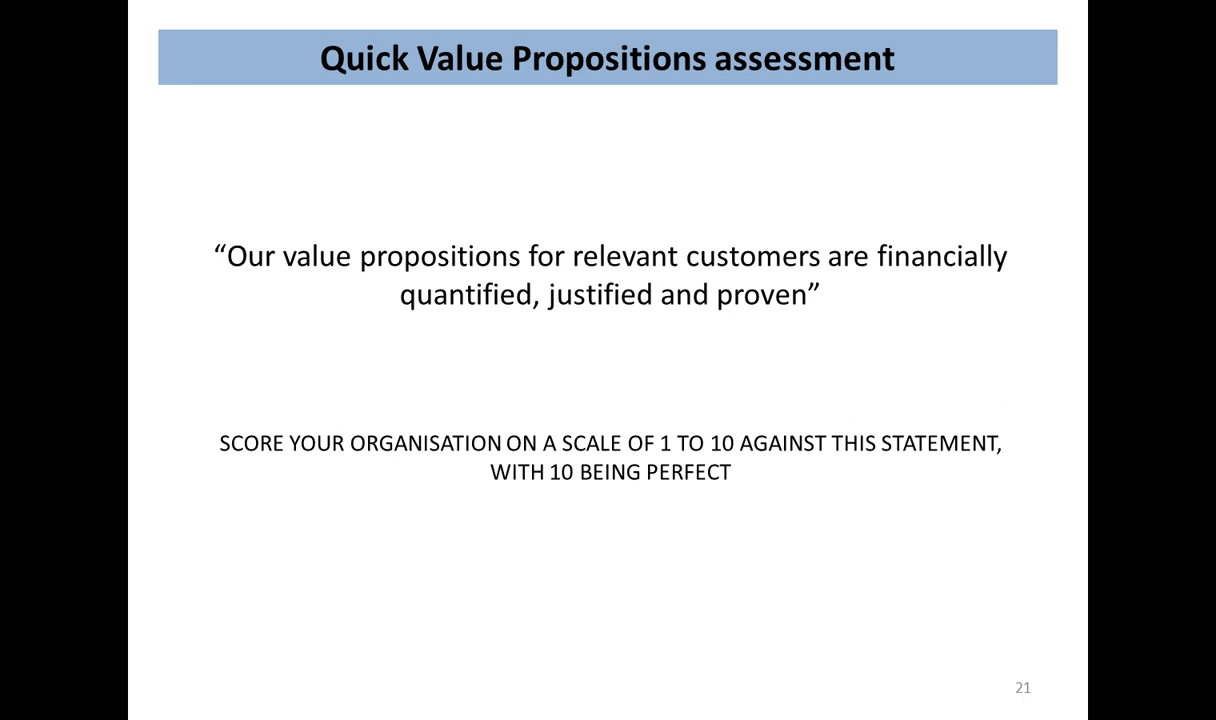 Quick Value Propositions assessment
“Our value propositions for relevant customers are financially
quantified, justified and proven”
SCORE YOUR ORGANISATION ON A SCALE OF 1 TO 10 AGAINST THIS STATEMENT,
WITH 10 BEING PERFECT
21